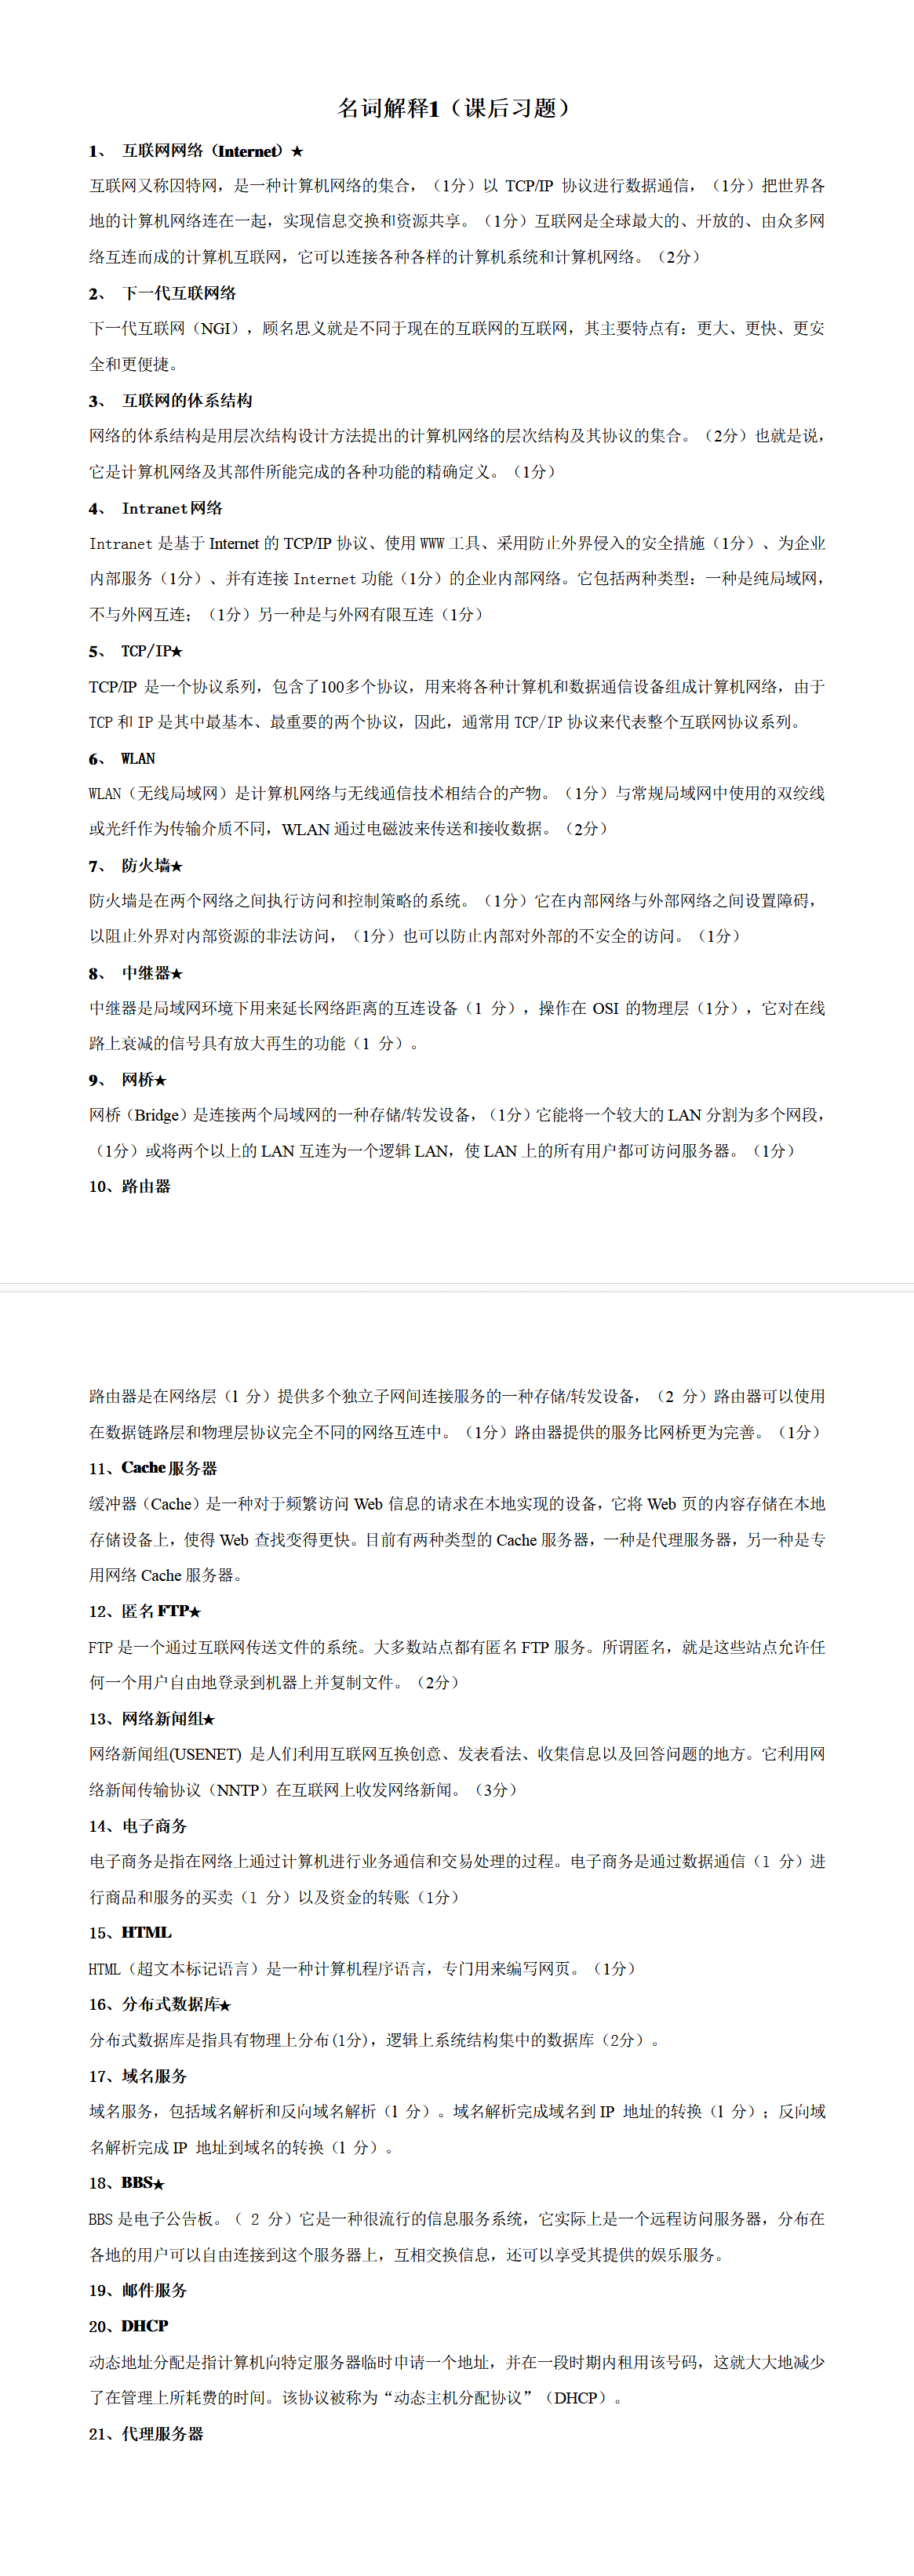 名词解释1（课后习题）
1、 互联网网络（Internet）★
互联网又称因特网，是一种计算机网络的集合，（1分）以 TCP/IP 协议进行数据通信，（1分）把世界各
地的计算机网络连在一起，实现信息交换和资源共享。（1分）互联网是全球最大的、开放的、由众多网
络互连而成的计算机互联网，它可以连接各种各样的计算机系统和计算机网络。（2分）
2、 下一代互联网络
下一代互联网（NGI），顾名思义就是不同于现在的互联网的互联网，其主要特点有：更大、更快、更安
全和更便捷。
3、 互联网的体系结构
网络的体系结构是用层次结构设计方法提出的计算机网络的层次结构及其协议的集合。（2分）也就是说，
它是计算机网络及其部件所能完成的各种功能的精确定义。（1分）
4、 Intranet网络
Intranet 是基于 Internet 的 TCP/IP 协议、使用 WWW 工具、采用防止外界侵入的安全措施（1分）、为企业
内部服务（1分）、并有连接 Internet 功能（1分）的企业内部网络。它包括两种类型：一种是纯局域网，
不与外网互连；（1分）另一种是与外网有限互连（1分）
5、 TCP/IP★
TCP/IP 是一个协议系列，包含了100多个协议，用来将各种计算机和数据通信设备组成计算机网络，由于
TCP 和 IP 是其中最基本、最重要的两个协议，因此，通常用 TCP/IP 协议来代表整个互联网协议系列。
6、 WLAN
WLAN（无线局域网）是计算机网络与无线通信技术相结合的产物。（1分）与常规局域网中使用的双绞线
或光纤作为传输介质不同，WLAN 通过电磁波来传送和接收数据。（2分）
7、 防火墙★
防火墙是在两个网络之间执行访问和控制策略的系统。（1分）它在内部网络与外部网络之间设置障碍，
以阻止外界对内部资源的非法访问，（1分）也可以防止内部对外部的不安全的访问。（1分）
8、 中继器★
中继器是局域网环境下用来延长网络距离的互连设备（1 分），操作在 OSI 的物理层（1分），它对在线
路上衰减的信号具有放大再生的功能（1 分）。
9、 网桥★
网桥（Bridge）是连接两个局域网的一种存储/转发设备，（1分）它能将一个较大的 LAN 分割为多个网段，
（1分）或将两个以上的 LAN 互连为一个逻辑 LAN，使 LAN 上的所有用户都可访问服务器。（1分）
10、路由器
路由器是在网络层（1 分）提供多个独立子网间连接服务的一种存储/转发设备，（2 分）路由器可以使用
在数据链路层和物理层协议完全不同的网络互连中。（1分）路由器提供的服务比网桥更为完善。（1分）
11、Cache 服务器
缓冲器（Cache）是一种对于频繁访问 Web 信息的请求在本地实现的设备，它将 Web 页的内容存储在本地
存储设备上，使得 Web 查找变得更快。目前有两种类型的 Cache 服务器，一种是代理服务器，另一种是专
用网络 Cache 服务器。
12、匿名 FTP★
FTP 是一个通过互联网传送文件的系统。大多数站点都有匿名 FTP 服务。所谓匿名，就是这些站点允许任
何一个用户自由地登录到机器上并复制文件。（2分）
13、网络新闻组★
网络新闻组(USENET) 是人们利用互联网互换创意、发表看法、收集信息以及回答问题的地方。它利用网
络新闻传输协议（NNTP）在互联网上收发网络新闻。（3分）
14、电子商务
电子商务是指在网络上通过计算机进行业务通信和交易处理的过程。电子商务是通过数据通信（1 分）进
行商品和服务的买卖（1 分）以及资金的转账（1分）
15、HTML
HTML（超文本标记语言）是一种计算机程序语言，专门用来编写网页。（1分）
16、分布式数据库★
分布式数据库是指具有物理上分布(1分)，逻辑上系统结构集中的数据库（2分）。
17、域名服务
域名服务，包括域名解析和反向域名解析（1 分）。域名解析完成域名到 IP 地址的转换（1 分）；反向域
名解析完成 IP 地址到域名的转换（1 分）。
18、BBS★
BBS 是电子公告板。（ 2 分）它是一种很流行的信息服务系统，它实际上是一个远程访问服务器，分布在
各地的用户可以自由连接到这个服务器上，互相交换信息，还可以享受其提供的娱乐服务。
19、邮件服务
20、DHCP
动态地址分配是指计算机向特定服务器临时申请一个地址，并在一段时期内租用该号码，这就大大地减少
了在管理上所耗费的时间。该协议被称为“动态主机分配协议”（DHCP）。
21、代理服务器